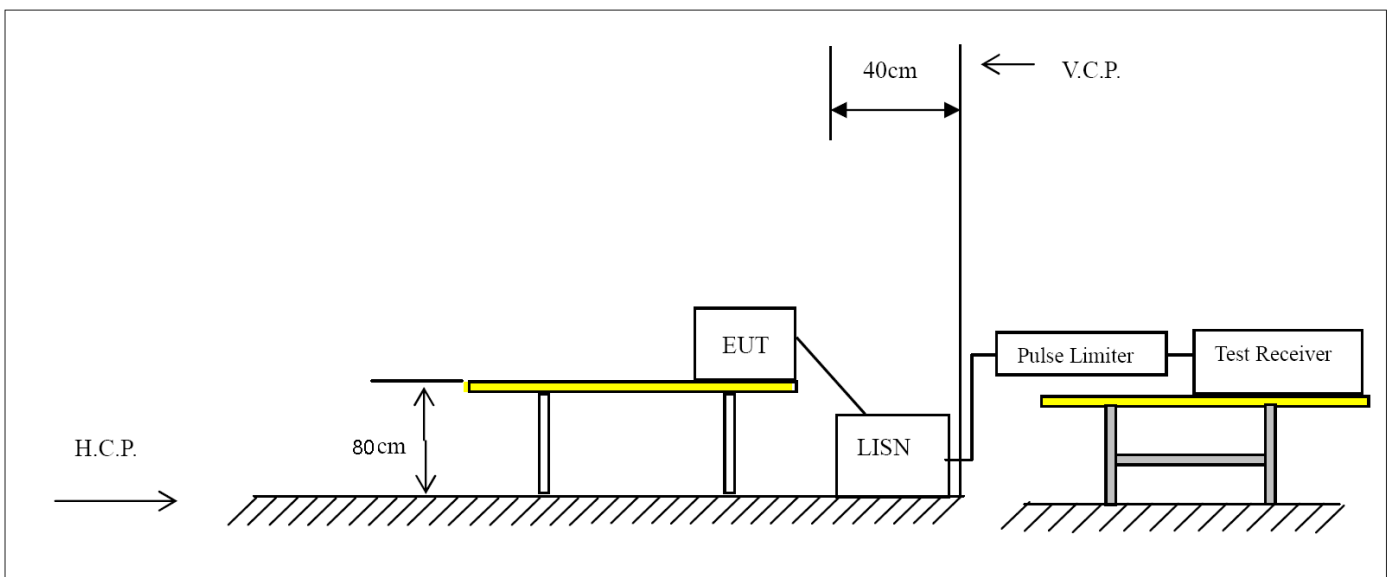 40cm
V.C.P.
EUT
Pulse Limiter
Test Receiver
80cm
H.C.P.
LISN